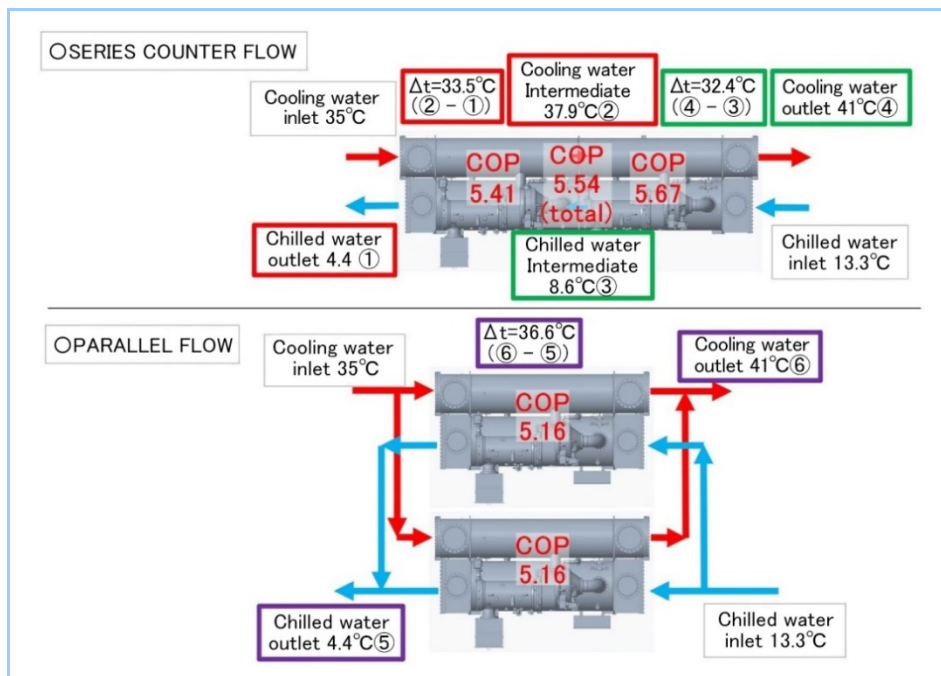 ○SERIES COUNTER FLOW
Cooling water
inlet 35℃
Δt=33.5℃
(② − ①)
Cooling water
Intermediate
37.9℃②
Δt=32.4℃
(④ − ③)
Cooling water
outlet 41℃④
COP
5.41
COP
5.54
(total)
COP
5.67
Chilled water
outlet 4.4 ①
Chilled water
Intermediate
8.6℃③
Chilled water
inlet 13.3℃
○PARALLEL FLOW
Cooling water
inlet 35℃
Δt=36.6℃
(⑥ − ⑤)
Cooling water
outlet 41℃⑥
COP
5.16
COP
5.16
Chilled water
outlet 4.4℃⑤
Chilled water
inlet 13.3℃